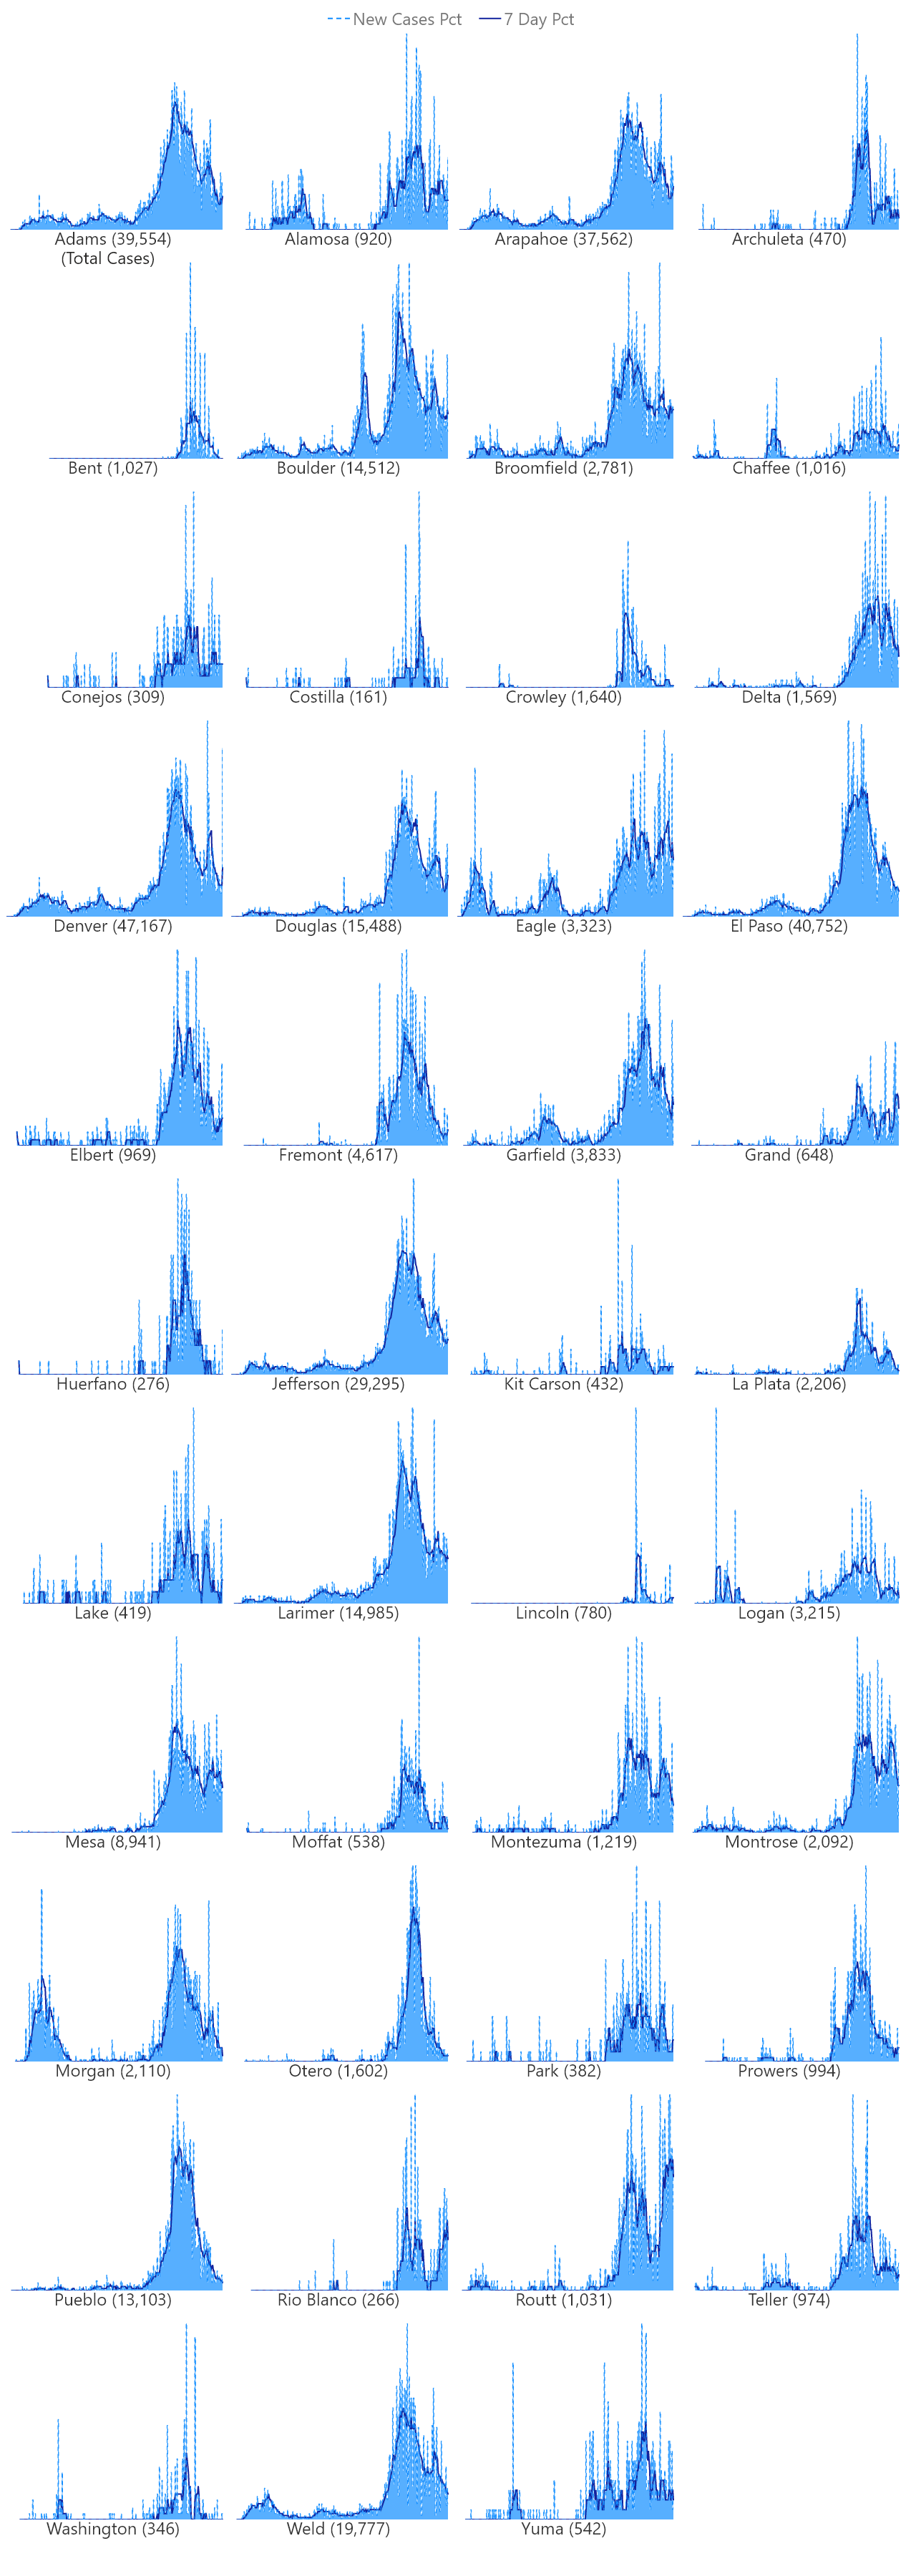 New Cases Pct 7 Day Pct
Adams (39,554) Alamosa (920) Arapahoe (37,562) Archuleta (470)
(Total Cases)
Bent (1,027) Boulder (14,512) Broomfield (2,781) Chaffee (1,016)
Conejos (309) Costilla (161) Crowley (1,640) Delta (1,569)
Denver (47,167) Douglas (15,488) Eagle (3,323) El Paso (40,752)
Elbert (969) Fremont (4,617) Garfield (3,833) Grand (648)
Huerfano (276) Jefferson (29,295) Kit Carson (432) La Plata (2,206)
Lake (419) Larimer (14,985) Lincoln (780) Logan (3,215)
Mesa (8,941) Moffat (538) Montezuma (1,219) Montrose (2,092)
Morgan (2,110) Otero (1,602) Park (382) Prowers (994)
Pueblo (13,103) Rio Blanco (266) Routt (1,031) Teller (974)
Washington (346) Weld (19,777) Yuma (542)